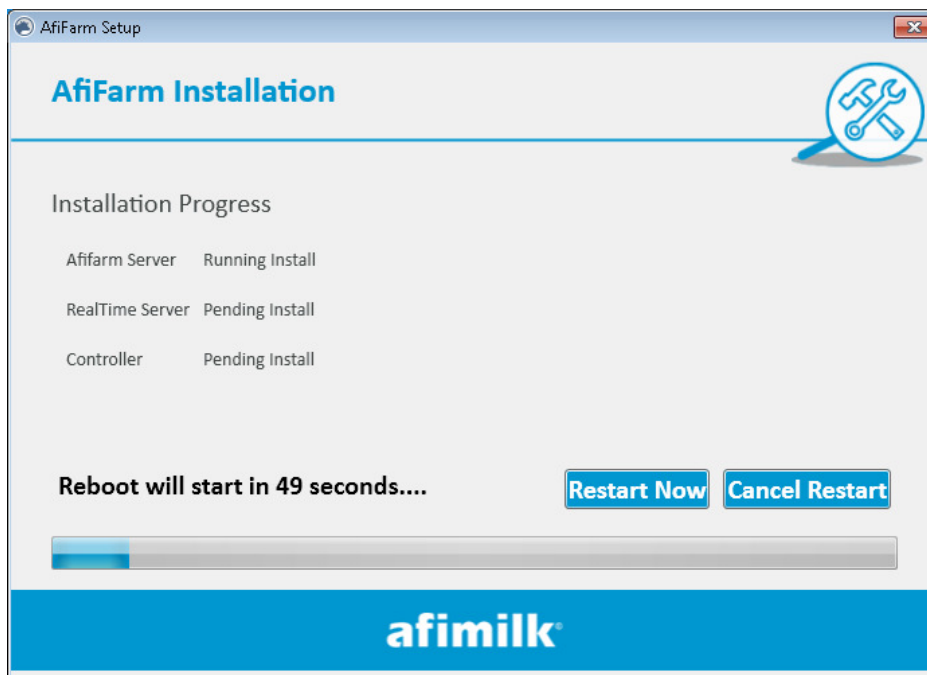 AfiFarm Setup
AfiFarm Installation
Installation Progress
Afifarm Server Running Install
RealTime Server Pending Install
Controller Pending Install
Reboot will start in 49 seconds.... Restart Now Cancel Restart
afimilk